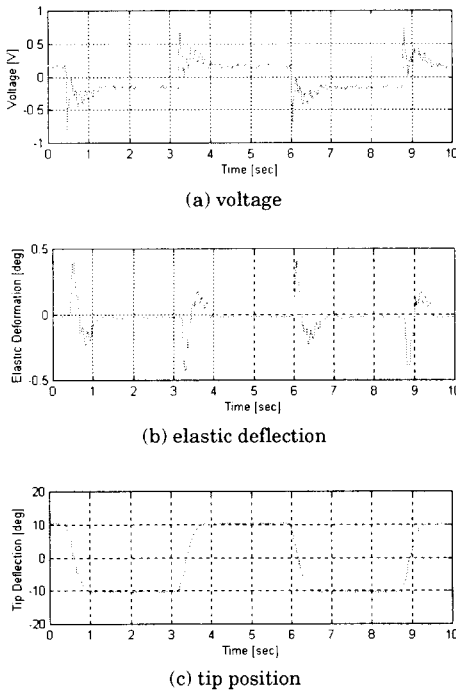 1
0.5
0
-0.5
-1
Voltage [V]
0 1 2 3 4 5 6 7 8 9 10
Time [sec]
(a) voltage
0.5
0
-0.5
Elastic Deformation [deg]
0 1 2 3 4 5 6 7 8 9 10
Time [sec]
(b) elastic deflection
20
10
0
-10
-20
Tip Deflection [deg]
0 1 2 3 4 5 6 7 8 9 10
Time [sec]
(c) tip position